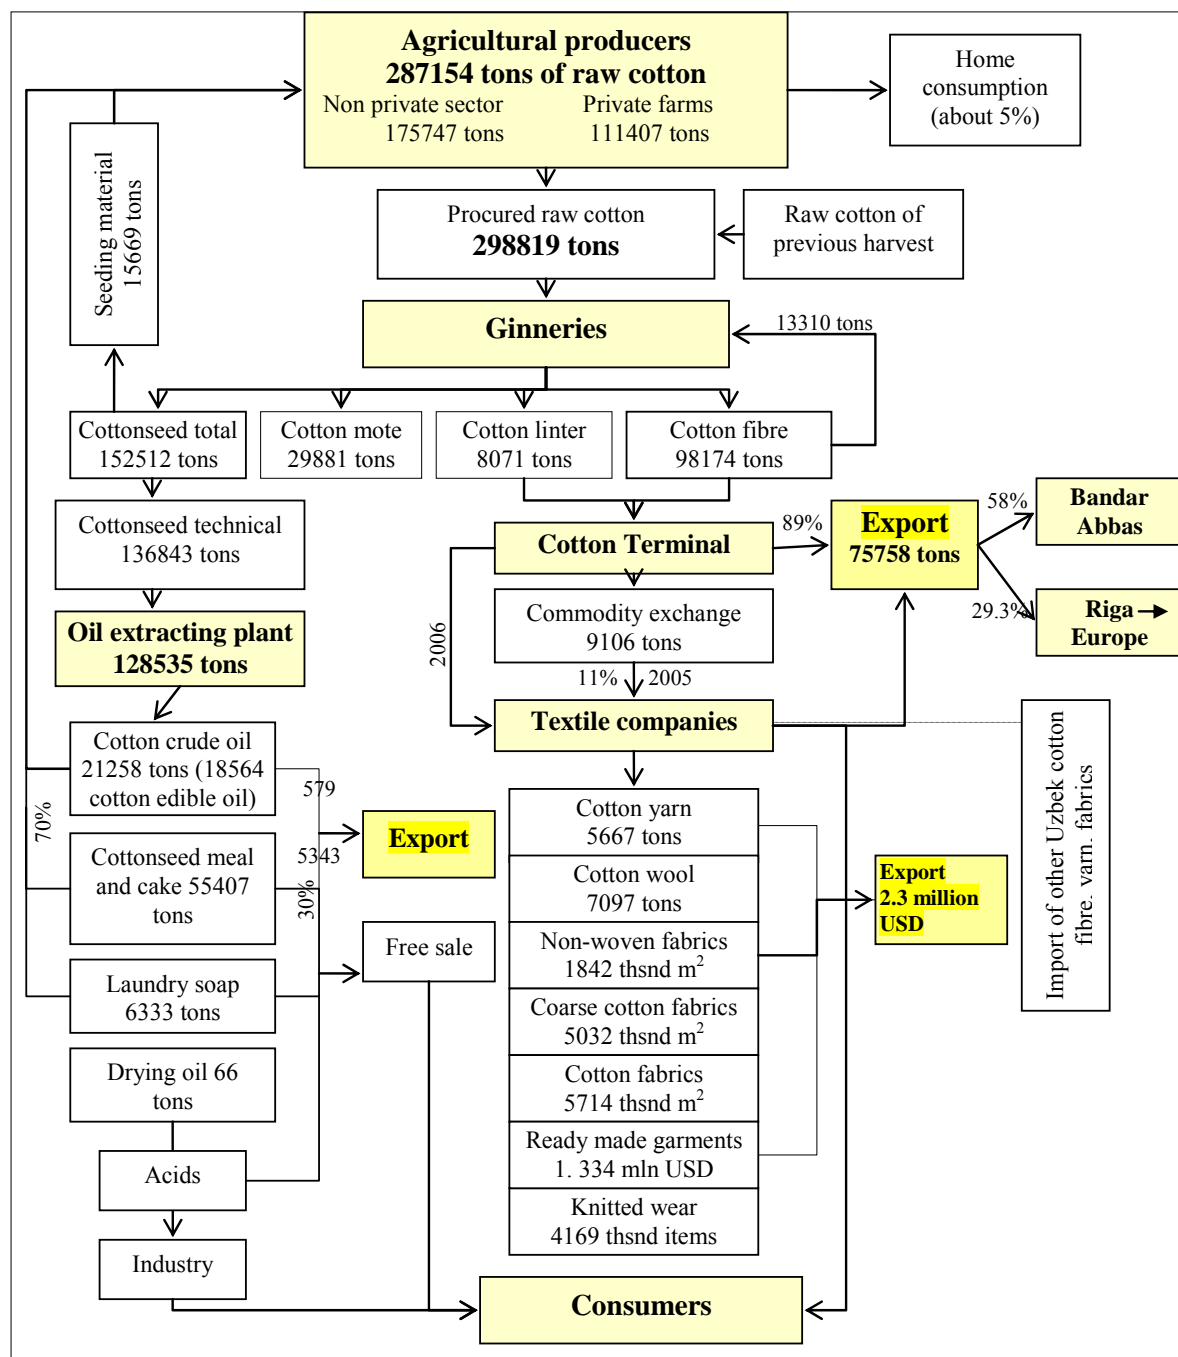 Agricultural producers
287154 tons of raw cotton
Non private sector
175747 tons
Private farms
111407 tons
Home
consumption
(about 5%)
Seeding material
15669 tons
Procured raw cotton
298819 tons
Raw cotton of
previous harvest
Ginneries
13310 tons
Cottonseed total
152512 tons
Cotton mote
29881 tons
Cotton linter
8071 tons
Cotton fibre
98174 tons
Cottonseed technical
136843 tons
Cotton Terminal
89%
Export
75758 tons
58%
Bandar
Abbas
29.3%
Riga
Europe
Oil extracting plant
128535 tons
2006
Commodity exchange
9106 tons
11%
2005
Textile companies
Cotton crude oil
21258 tons (18564
cotton edible oil)
579
70%
Export
5343
30%
Cottonseed meal
and cake 55407
tons
Free sale
Laundry soap
6333 tons
Drying oil 66
tons
Acids
Industry
Cotton yarn
5667 tons
Cotton wool
7097 tons
Non-woven fabrics
1842 thsnd m²
Coarse cotton fabrics
5032 thsnd m²
Cotton fabrics
5714 thsnd m²
Ready made garments
1. 334 mln USD
Knitted wear
4169 thsnd items
Export
2.3 million
USD
Import of other Uzbek cotton
fibre. varn. fabrics
Consumers